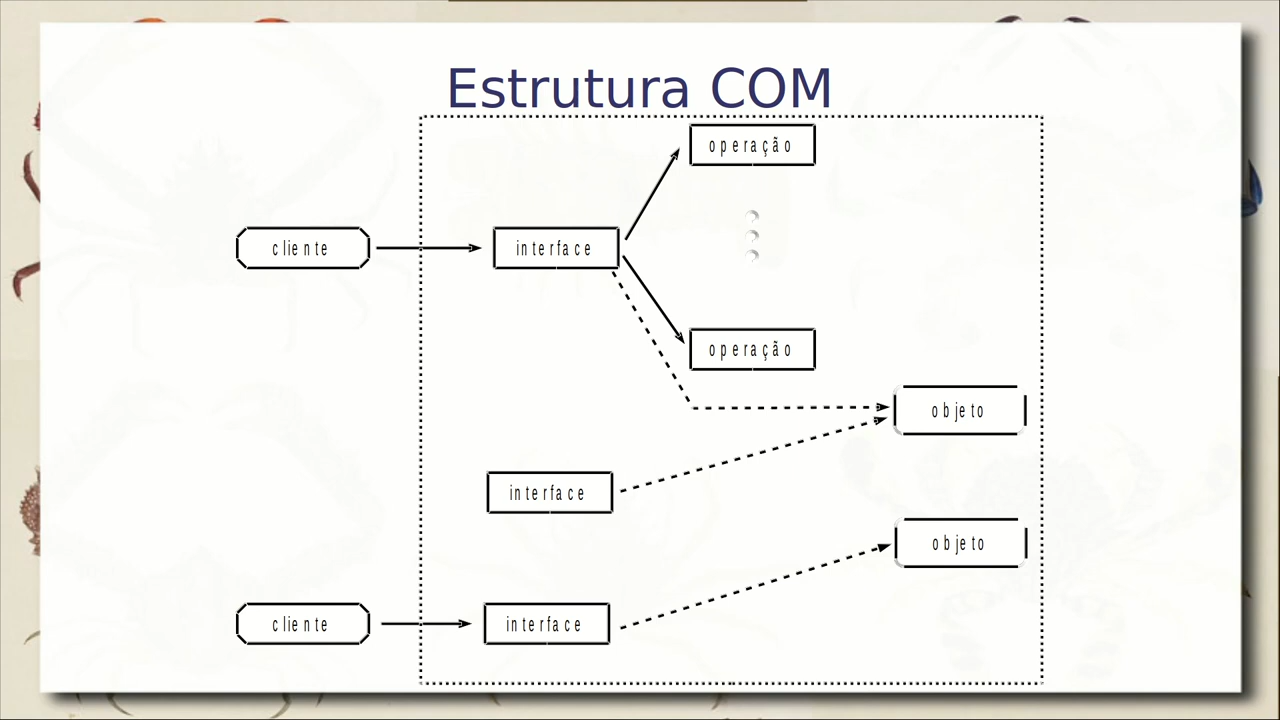 Estrutura COM
operação
cliente
interface
operação
objeto
interface
objeto
cliente
interface